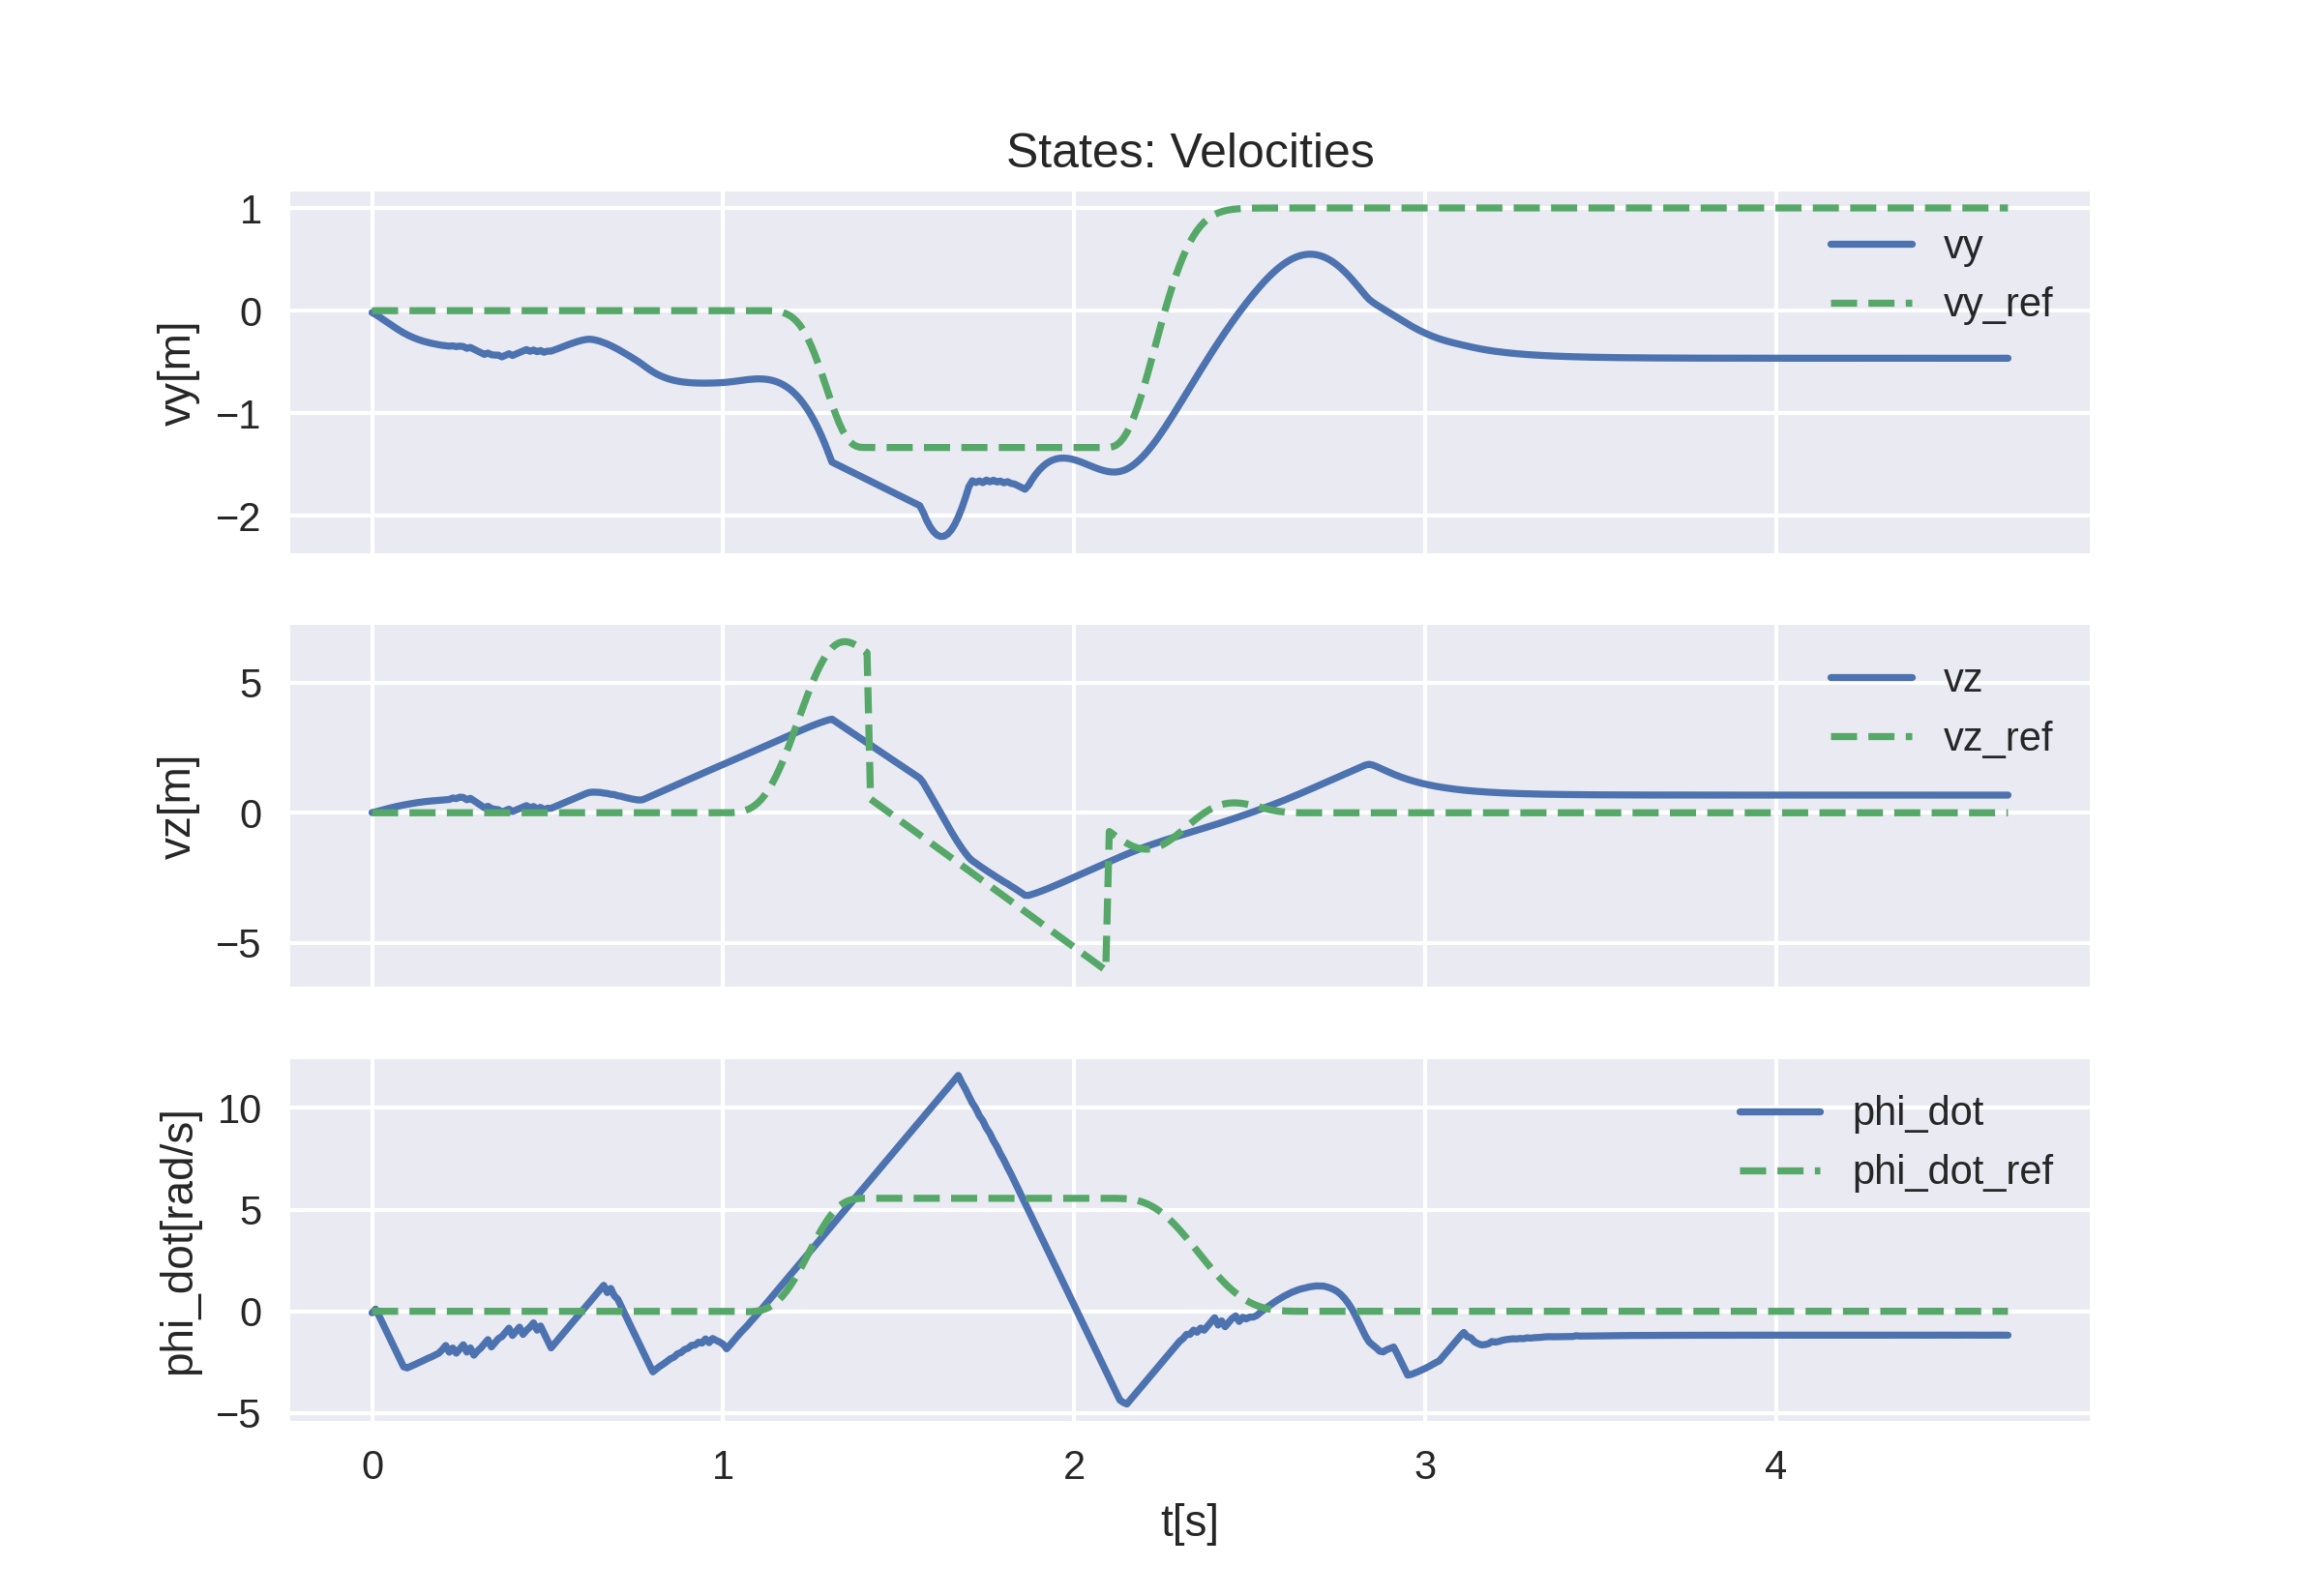 States: Velocities
1
0
−1
−2
vy[m]
vy
vy_ref
5
0
−5
vz[m]
vz
vz_ref
10
5
0
−5
phi_dot[rad/s]
phi_dot
phi_dot_ref
0 1 2 3 4
t[s]